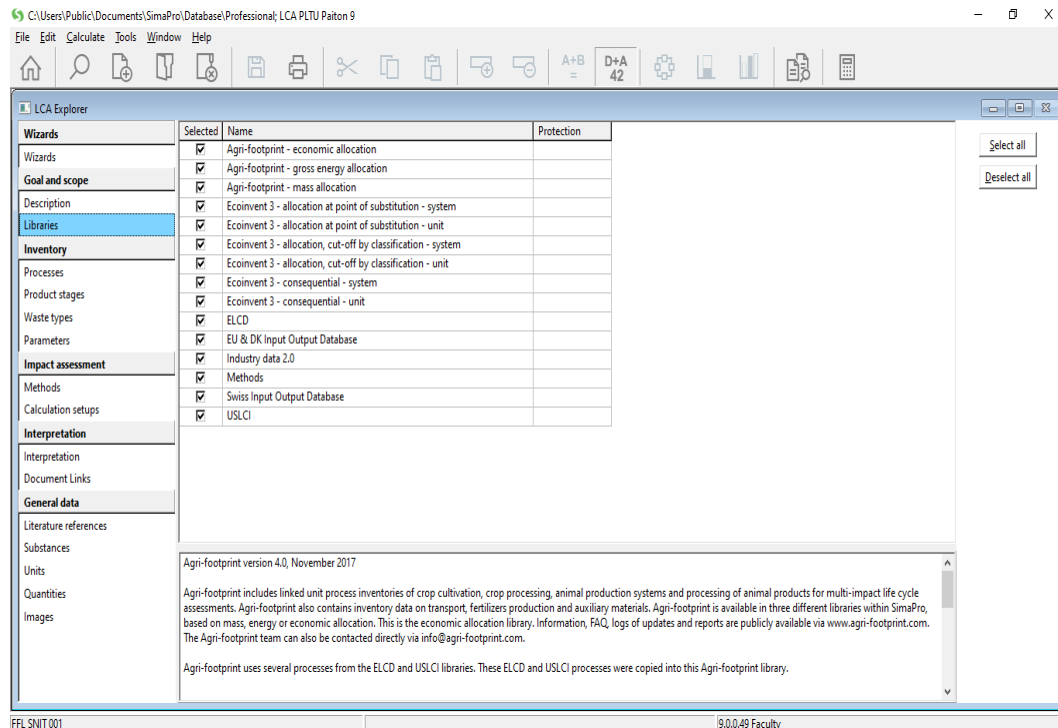 C:\Users\Public\Documents\SimaPro\Database\Professional; LCA PLTU Paiton 9
File Edit Calculate Tools Window Help
A+B
=
D+A
42
LCA Explorer
Wizards
Wizards
Goal and scope
Description
Libraries
Inventory
Processes
Product stages
Waste types
Parameters
Impact assessment
Methods
Calculation setups
Interpretation
Interpretation
Document Links
General data
Literature references
Substances
Units
Quantities
Images
Selected Name Protection
Agri-footprint - economic allocation
Agri-footprint - gross energy allocation
Agri-footprint - mass allocation
Ecoinvent 3 - allocation at point of substitution - system
Ecoinvent 3 - allocation at point of substitution - unit
Ecoinvent 3 - allocation, cut-off by classification - system
Ecoinvent 3 - allocation, cut-off by classification - unit
Ecoinvent 3 - consequential - system
Ecoinvent 3 - consequential - unit
ELCD
EU & DK Input Output Database
Industry data 2.0
Methods
Swiss Input Output Database
USLCI
Select all
Deselect all
Agri-footprint version 4.0, November 2017
Agri-footprint includes linked unit process inventories of crop cultivation, crop processing, animal production systems and processing of animal products for multi-impact life cycle
assessments. Agri-footprint also contains inventory data on transport, fertilizers production and auxiliary materials. Agri-footprint is available in three different libraries within SimaPro,
based on mass, energy or economic allocation. This is the economic allocation library. Information, FAQ, logs of updates and reports are publicly available via www.agri-footprint.com.
The Agri-footprint team can also be contacted directly via info@agri-footprint.com.
Agri-footprint uses several processes from the ELCD and USLCI libraries. These ELCD and USLCI processes were copied into this Agri-footprint library.
FFL SNIT 001
9.0.0.49 Faculty